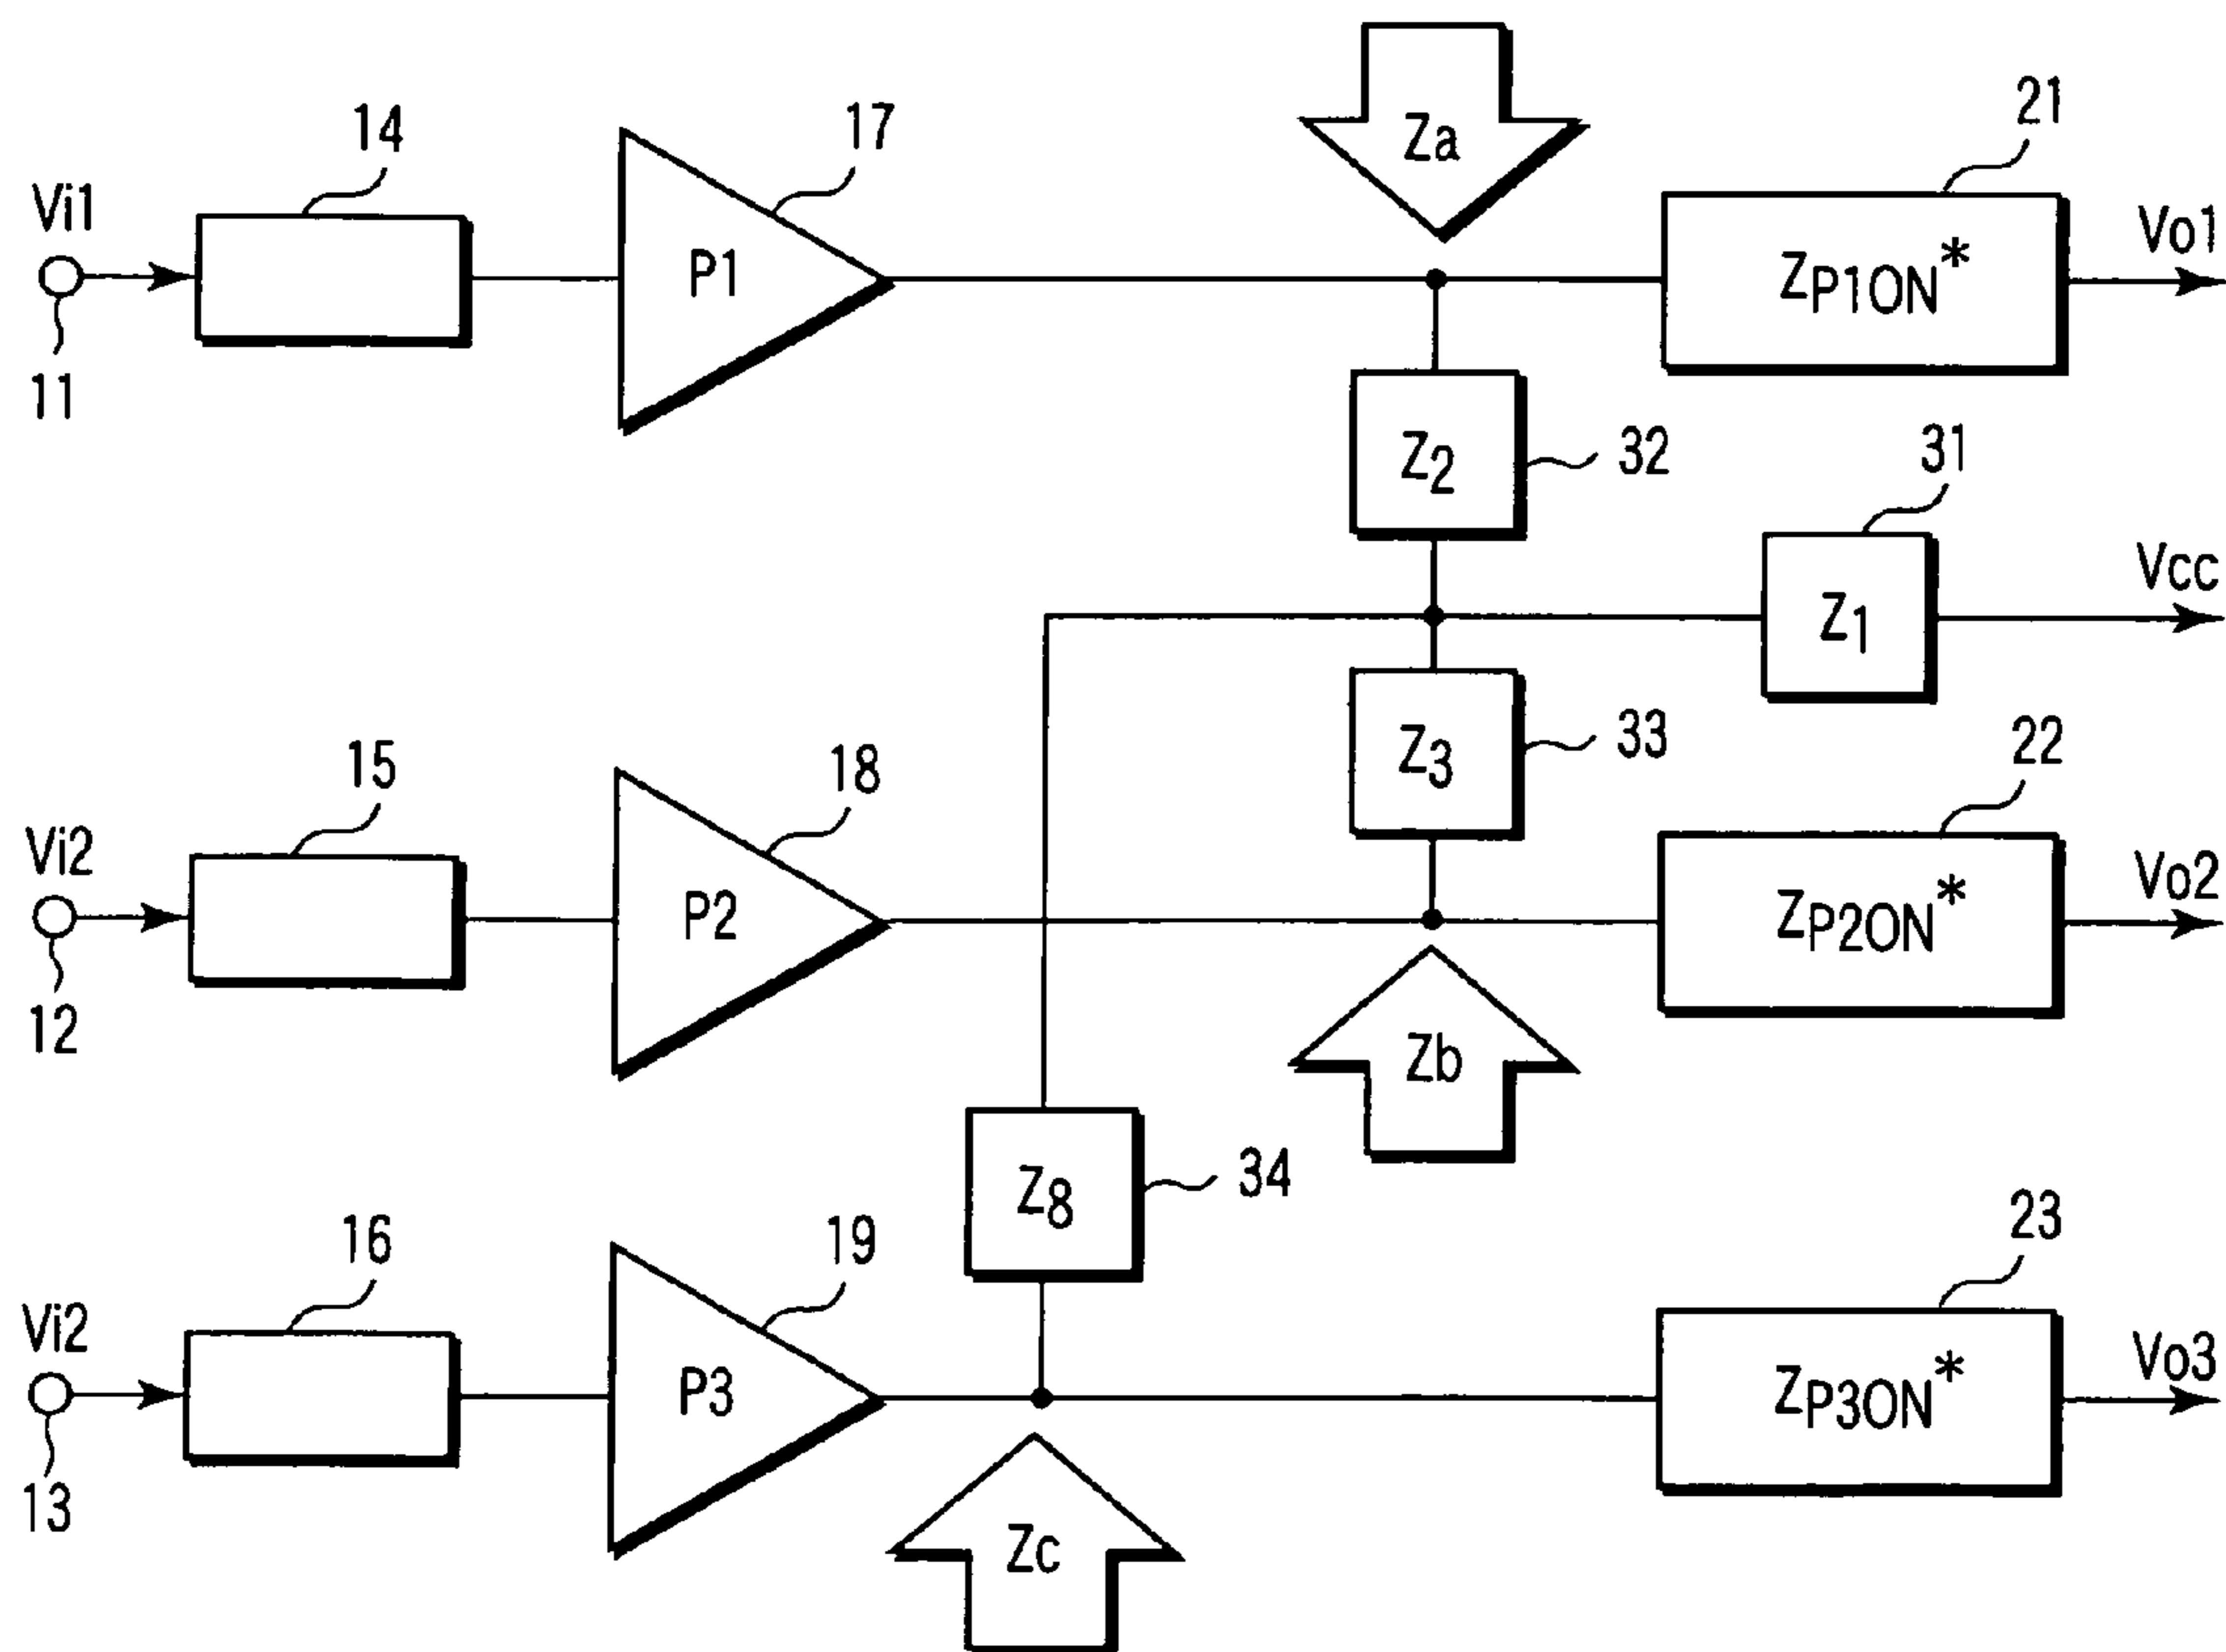 Vi1
11
14
P1
17
Za
ZP1ON*
21
Vo1
Z2
32
31
Z1
Vcc
Z3
33
Vi2
12
15
P2
18
Zb
ZP2ON*
22
Vo2
Z8
34
Vi2
13
16
P3
19
Zc
ZP3ON*
23
Vo3